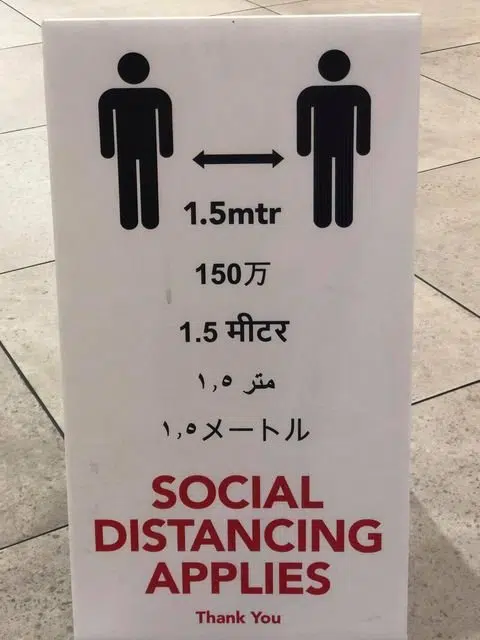 1.5mtr
150万
1.5 मीटर
١,٥ متر
١,٥メートル
SOCIAL
DISTANCING
APPLIES
Thank You